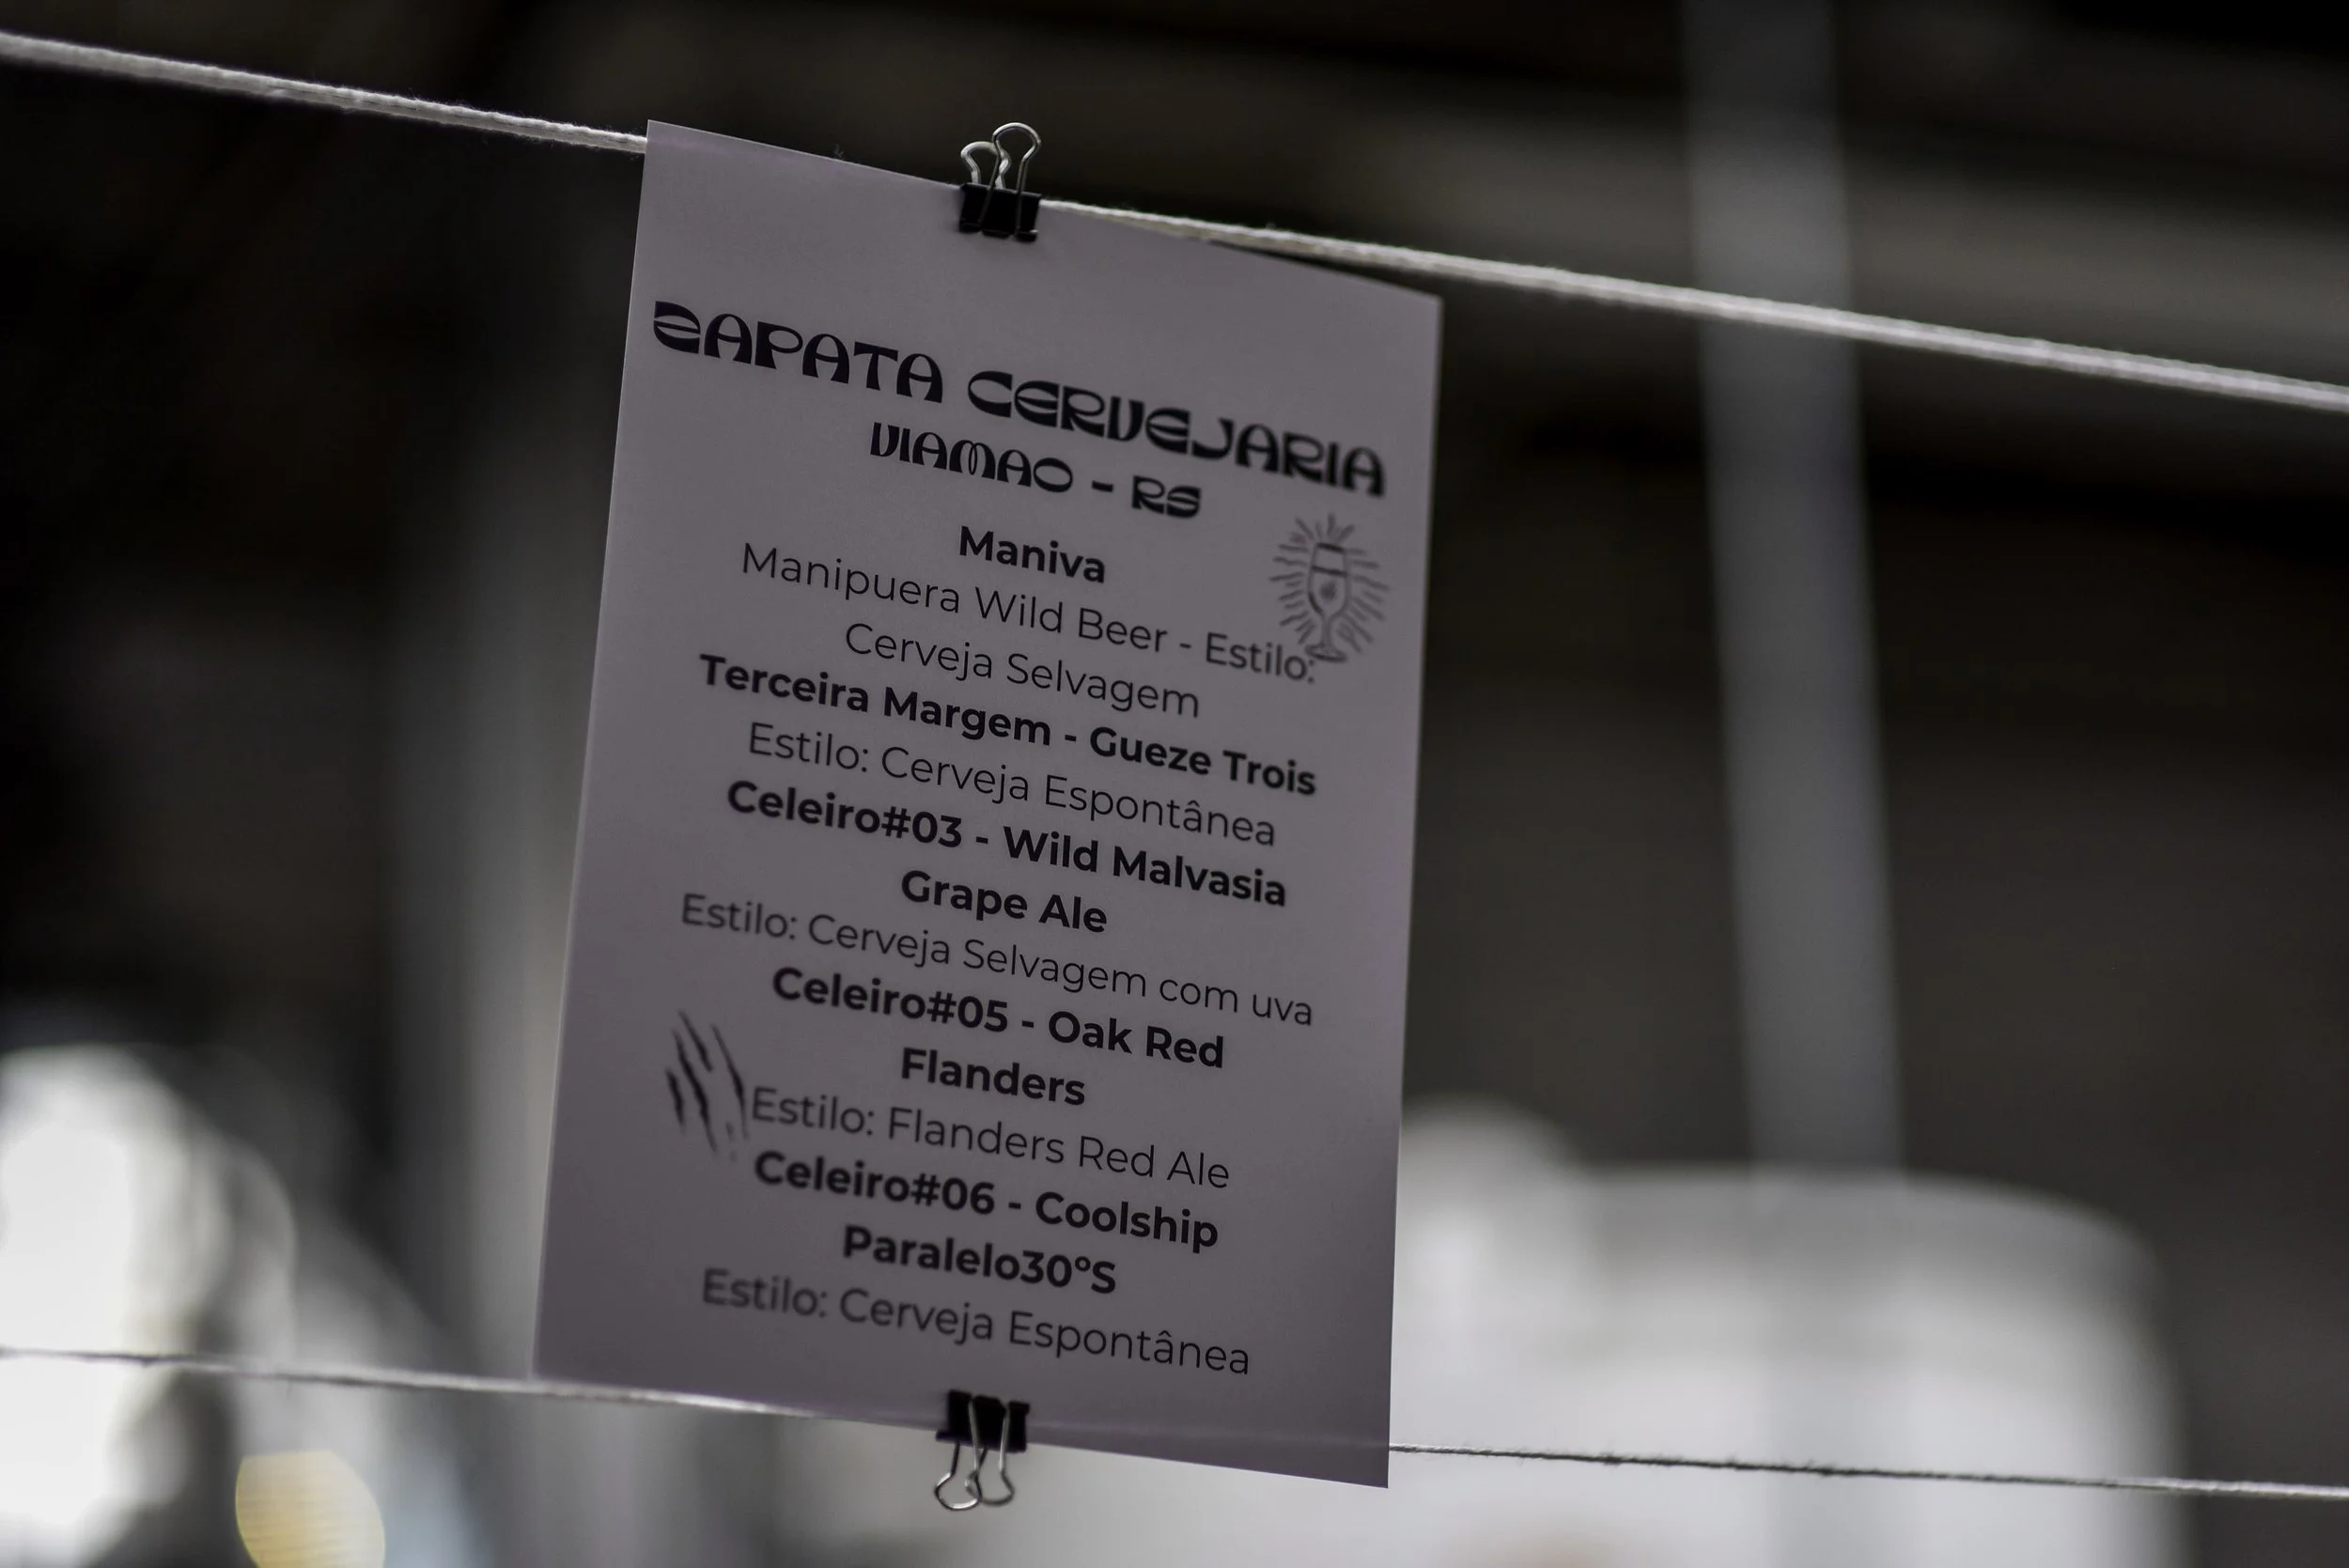 ZAPATA CERVEJARIA
VIAMAO - RS
Maniva
Manipuera Wild Beer - Estilo:
Cerveja Selvagem
Terceira Margem - Gueze Trois
Estilo: Cerveja Espontânea
Celeiro#03 - Wild Malvasia
Grape Ale
Estilo: Cerveja Selvagem com uva
Celeiro#05 - Oak Red
Flanders
Estilo: Flanders Red Ale
Celeiro#06 - Coolship
Paralelo30ºS
Estilo: Cerveja Espontânea